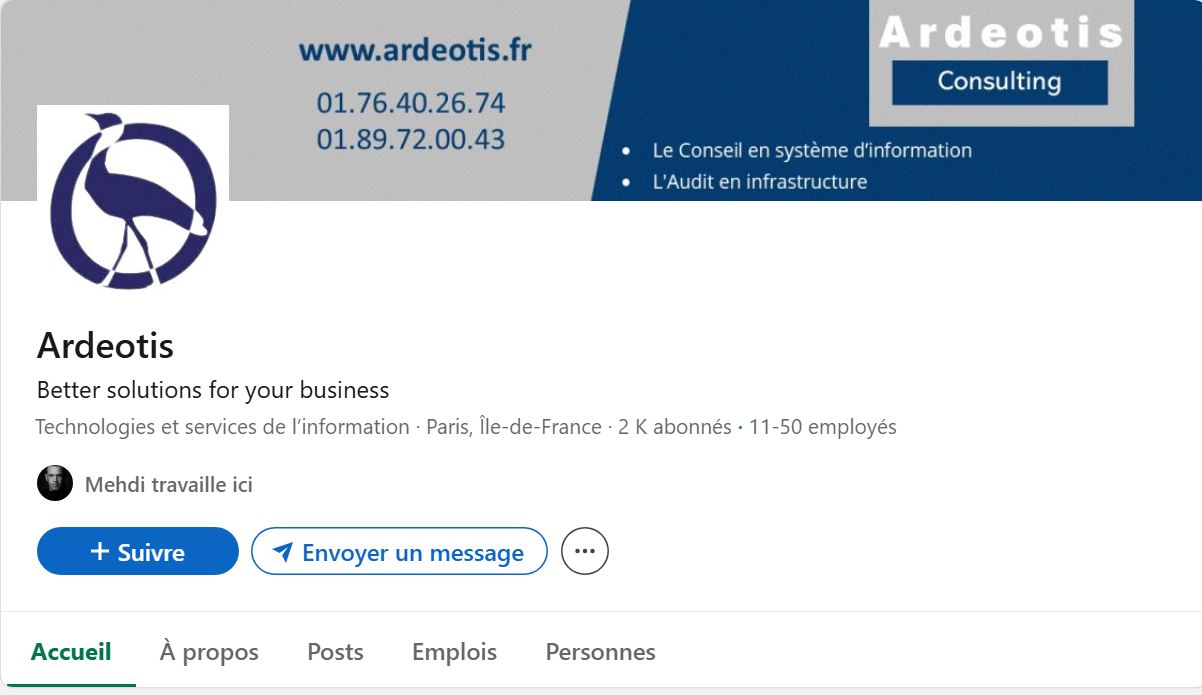 www.ardeotis.fr
01.76.40.26.74
01.89.72.00.43
Ardeotis
Consulting
• Le Conseil en système d’information
• L'Audit en infrastructure
Ardeotis
Better solutions for your business
Technologies et services de l’information · Paris, Île-de-France · 2 K abonnés · 11-50 employés
Mehdi travaille ici
+ Suivre
Envoyer un message
Accueil
À propos
Posts
Emplois
Personnes